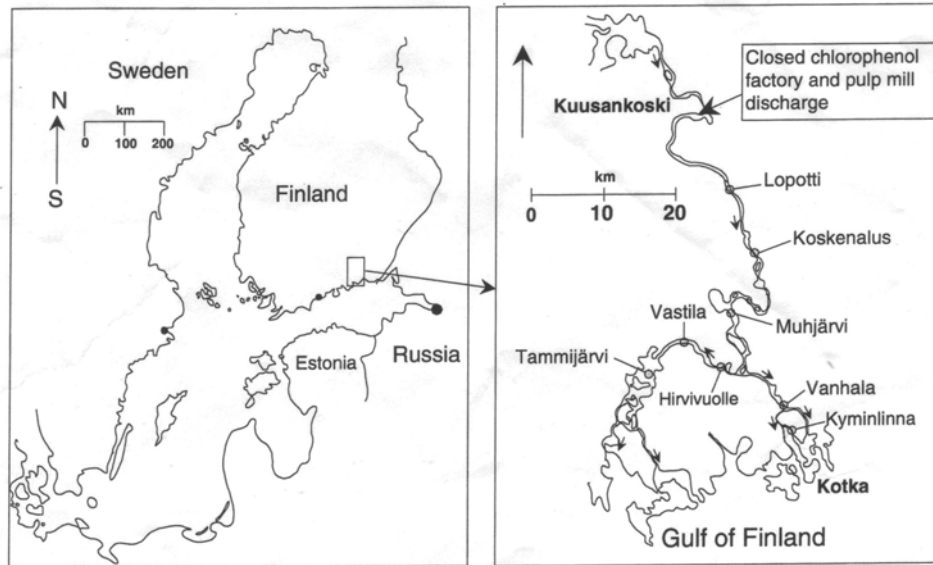 Sweden
N
km
0 100 200
S
Finland
Estonia
Russia
Closed chlorophenol
factory and pulp mill
discharge
Kuusankoski
km
0 10 20
Lopotti
Koskenalus
Muhjärvi
Vastila
Tammijärvi
Hirvivuolle
Vanhala
Kyminlinna
Kotka
Gulf of Finland